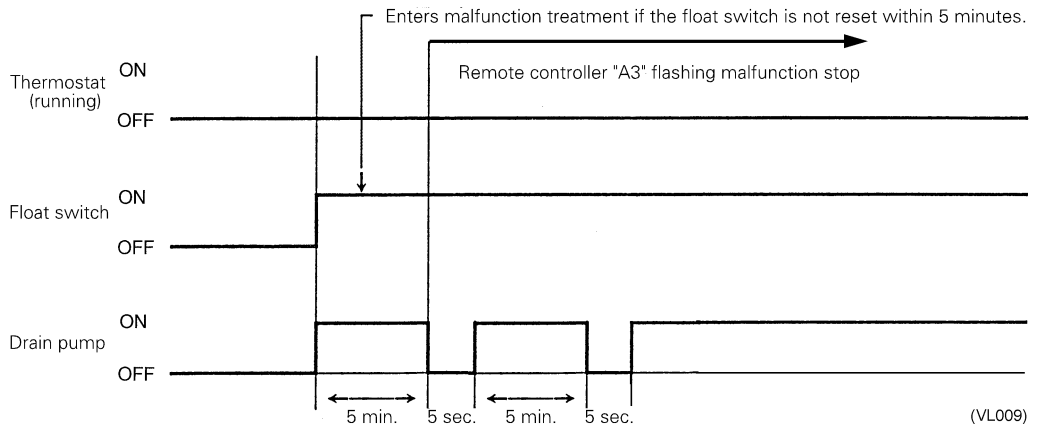 Enters malfunction treatment if the float switch is not reset within 5 minutes.
Remote controller "A3" flashing malfunction stop
Thermostat
(running)
ON
OFF
Float switch
ON
OFF
Drain pump
ON
OFF
5 min.
5 sec.
5 min.
5 sec.
(VL009)